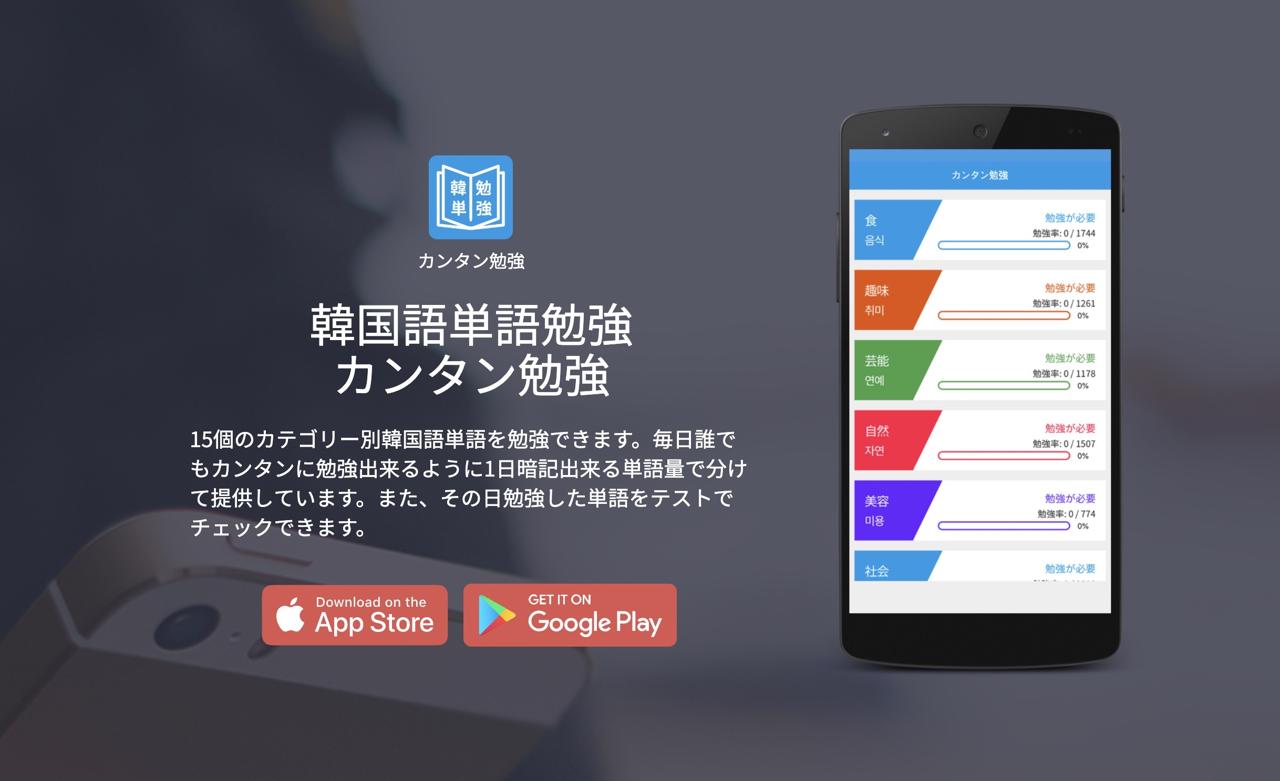 韓 勉
単 強
カンタン勉強
韓国語単語勉強
カンタン勉強
15個のカテゴリー別韓国語単語を勉強できます。毎日誰で
もカンタンに勉強出来るように1日暗記出来る単語量で分け
て提供しています。また、その日勉強した単語をテストで
チェックできます。
Download on the
App Store
GET IT ON
Google Play
カンタン勉強
食
음식
勉強が必要
勉強率: 0 / 1744
0%
趣味
취미
勉強が必要
勉強率: 0 / 1261
0%
芸能
연예
勉強が必要
勉強率: 0 / 1178
0%
自然
자연
勉強が必要
勉強率: 0 / 1507
0%
美容
미용
勉強が必要
勉強率: 0 / 774
0%
社会
勉強が必要